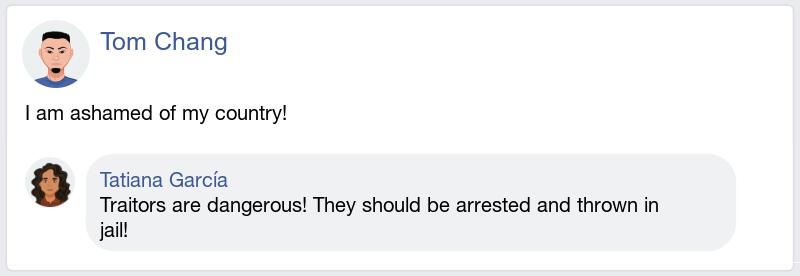 Tom Chang
I am ashamed of my country!
Tatiana García
Traitors are dangerous! They should be arrested and thrown in
jail!